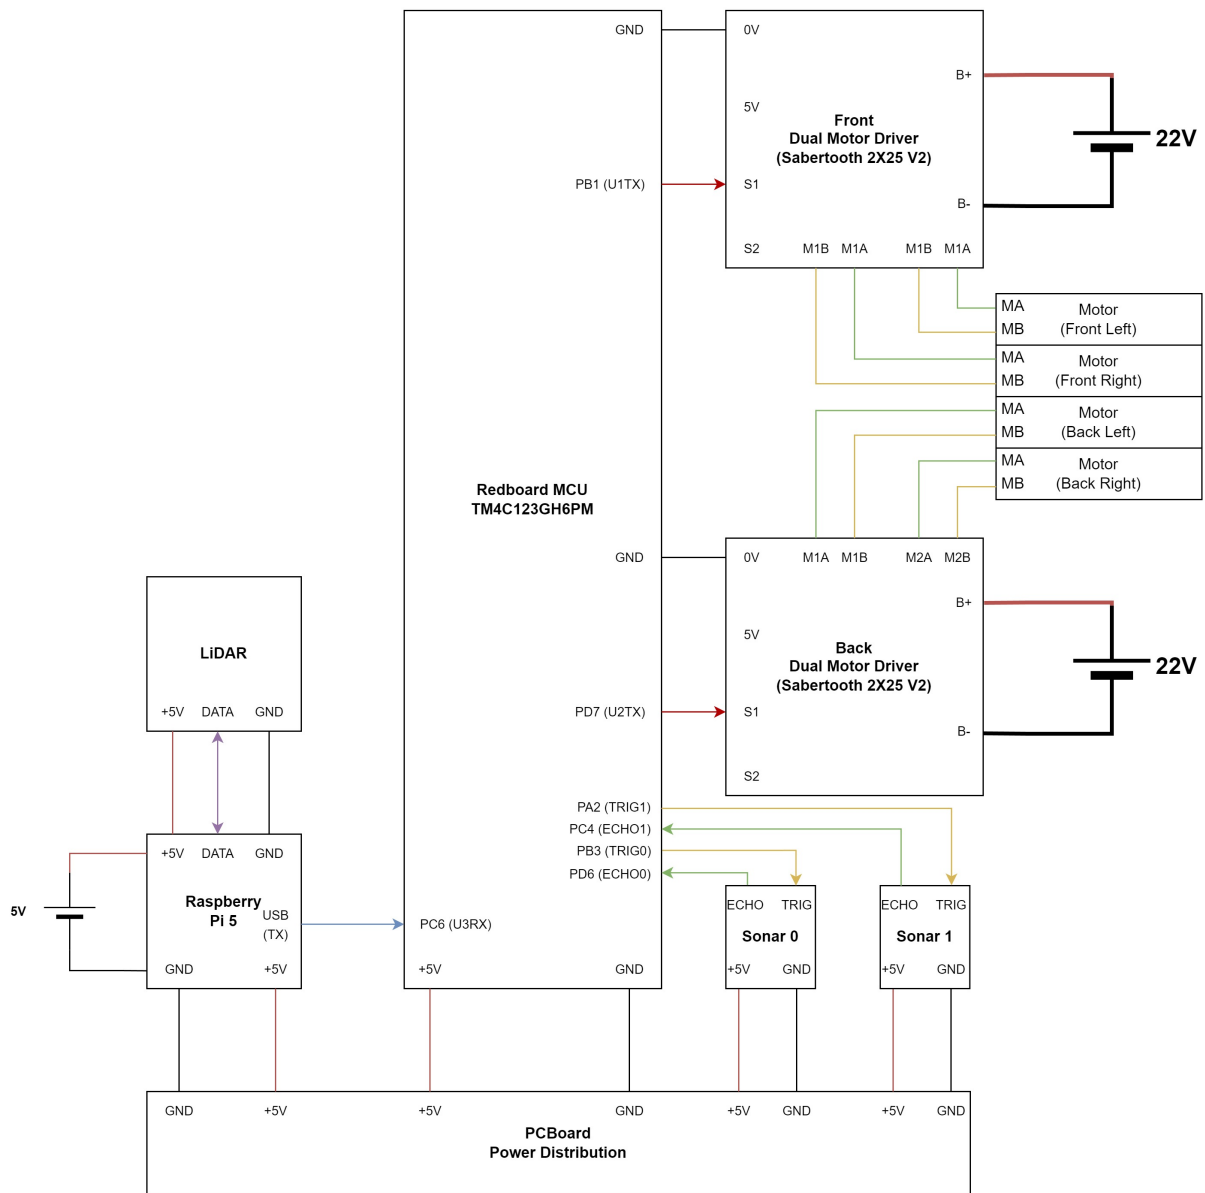 GND
0V
B+
5V
Front
Dual Motor Driver
(Sabertooth 2X25 V2)
22V
PB1 (U1TX)
S1
B-
S2
M1B
M1A
M1B
M1A
MA
MB
Motor
(Front Left)
MA
MB
Motor
(Front Right)
MA
MB
Motor
(Back Left)
MA
MB
Motor
(Back Right)
Redboard MCU
TM4C123GH6PM
GND
0V
M1A
M1B
M2A
M2B
B+
5V
Back
Dual Motor Driver
(Sabertooth 2X25 V2)
22V
PD7 (U2TX)
S1
B-
S2
LiDAR
+5V
DATA
GND
PA2 (TRIG1)
PC4 (ECHO1)
PB3 (TRIG0)
PD6 (ECHO0)
+5V
DATA
GND
5V
Raspberry
Pi 5
USB
(TX)
GND
+5V
PC6 (U3RX)
+5V
GND
ECHO
TRIG
Sonar 0
+5V
GND
ECHO
TRIG
Sonar 1
+5V
GND
GND
+5V
+5V
GND
+5V
GND
+5V
GND
PCBoard
Power Distribution